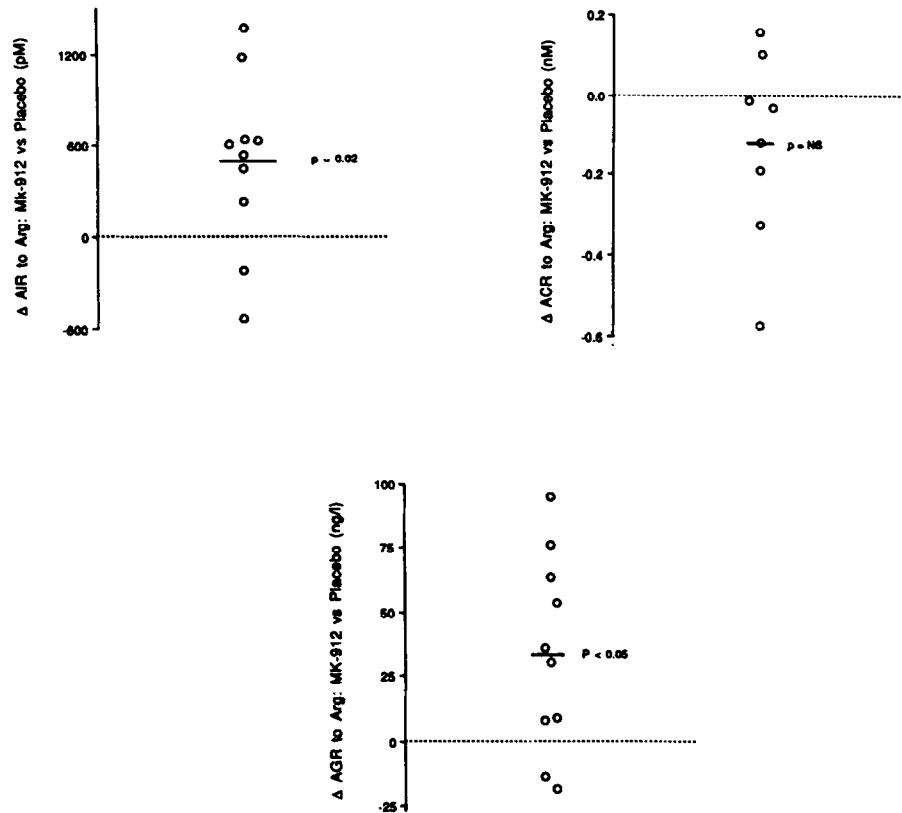 Δ AIR to Arg: Mk-912 vs Placebo (pM)
1200
600
0
-600
p - 0.02
Δ ACR to Arg: MK-912 vs Placebo (nM)
0.2
0.0
-0.2
-0.4
-0.6
p = NS
Δ AGR to Arg: MK-912 vs Placebo (ng/l)
100
75
50
25
0
-25
P < 0.05